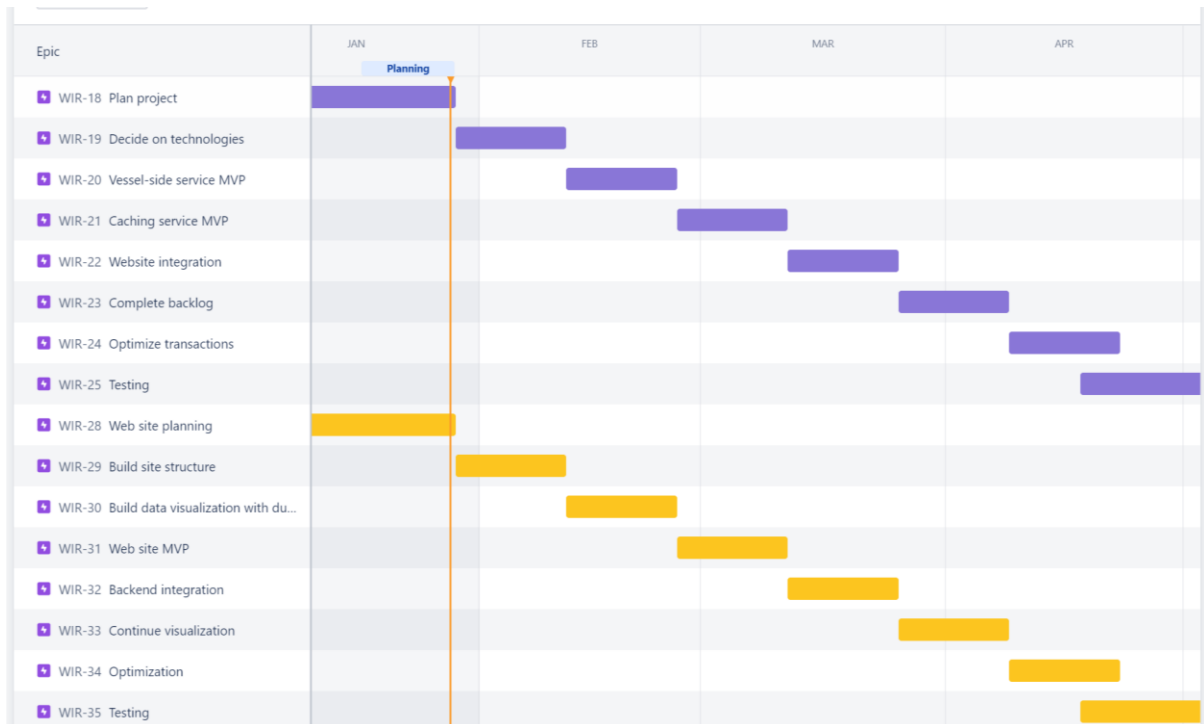 JAN FEB MAR APR
Epic
Planning
WIR-18 Plan project
WIR-19 Decide on technologies
WIR-20 Vessel-side service MVP
WIR-21 Caching service MVP
WIR-22 Website integration
WIR-23 Complete backlog
WIR-24 Optimize transactions
WIR-25 Testing
WIR-28 Web site planning
WIR-29 Build site structure
WIR-30 Build data visualization with du...
WIR-31 Web site MVP
WIR-32 Backend integration
WIR-33 Continue visualization
WIR-34 Optimization
WIR-35 Testing